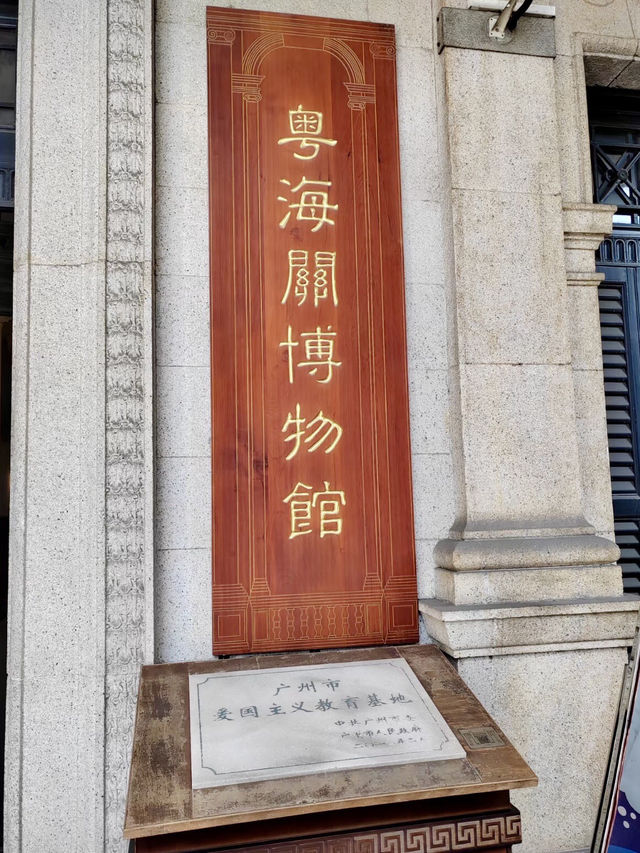 粤海關博物館
广州市
爱国主义教育基地
中共广州市委
广州市人民政府